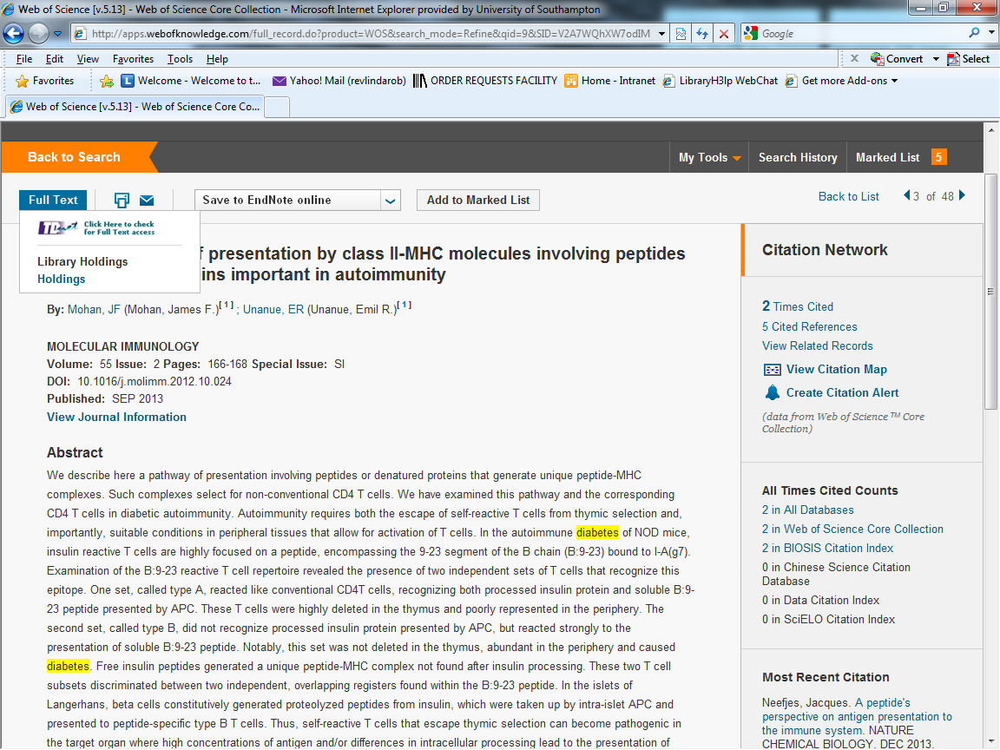 Web of Science [v.5.13] - Web of Science Core Collection - Microsoft Internet Explorer provided by University of Southampton
http://apps.webofknowledge.com/full_record.do?product=WOS&search_mode=Refine&qid=9&SID=V2A7WQhXW7odIM
Google
File Edit View Favorites Tools Help
Convert Select
Favorites
Welcome - Welcome to t...
Yahoo! Mail (revlindarob)
ORDER REQUESTS FACILITY
Home - Intranet
LibraryH3lp WebChat
Get more Add-ons
Web of Science [v.5.13] - Web of Science Core Co...
Back to Search
My Tools
Search History
Marked List 5
Full Text
Save to EndNote online
Add to Marked List
Back to List
3 of 48
TDnet Click Here to check
for Full Text access
Library Holdings
Holdings
f presentation by class II-MHC molecules involving peptides
ins important in autoimmunity
By: Mohan, JF (Mohan, James F.)[ 1 ] ; Unanue, ER (Unanue, Emil R.)[ 1 ]
MOLECULAR IMMUNOLOGY
Volume: 55 Issue: 2 Pages: 166-168 Special Issue: SI
DOI: 10.1016/j.molimm.2012.10.024
Published: SEP 2013
View Journal Information
Abstract
We describe here a pathway of presentation involving peptides or denatured proteins that generate unique peptide-MHC
complexes. Such complexes select for non-conventional CD4 T cells. We have examined this pathway and the corresponding
CD4 T cells in diabetic autoimmunity. Autoimmunity requires both the escape of self-reactive T cells from thymic selection and,
importantly, suitable conditions in peripheral tissues that allow for activation of T cells. In the autoimmune diabetes of NOD mice,
insulin reactive T cells are highly focused on a peptide, encompassing the 9-23 segment of the B chain (B:9-23) bound to I-A(g7).
Examination of the B:9-23 reactive T cell repertoire revealed the presence of two independent sets of T cells that recognize this
epitope. One set, called type A, reacted like conventional CD4T cells, recognizing both processed insulin protein and soluble B:9-
23 peptide presented by APC. These T cells were highly deleted in the thymus and poorly represented in the periphery. The
second set, called type B, did not recognize processed insulin protein presented by APC, but reacted strongly to the
presentation of soluble B:9-23 peptide. Notably, this set was not deleted in the thymus, abundant in the periphery and caused
diabetes. Free insulin peptides generated a unique peptide-MHC complex not found after insulin processing. These two T cell
subsets discriminated between two independent, overlapping registers found within the B:9-23 peptide. In the islets of
Langerhans, beta cells constitutively generated proteolyzed peptides from insulin, which were taken up by intra-islet APC and
presented to peptide-specific type B T cells. Thus, self-reactive T cells that escape thymic selection can become pathogenic in
the target organ where high concentrations of antigen and/or differences in intracellular processing lead to the presentation of
Citation Network
2 Times Cited
5 Cited References
View Related Records
View Citation Map
Create Citation Alert
(data from Web of Science™ Core
Collection)
All Times Cited Counts
2 in All Databases
2 in Web of Science Core Collection
2 in BIOSIS Citation Index
0 in Chinese Science Citation
Database
0 in Data Citation Index
0 in SciELO Citation Index
Most Recent Citation
Neefjes, Jacques. A peptide's
perspective on antigen presentation to
the immune system. NATURE
CHEMICAL BIOLOGY. DEC 2013.